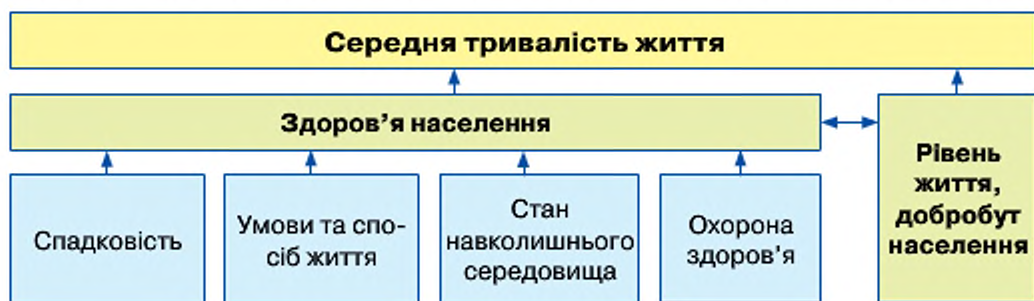 Середня тривалість життя
Здоров’я населення
Рівень
життя,
добробут
населення
Спадковість
Умови та спо-
сіб життя
Стан
навколишнього
середовища
Охорона
здоров’я